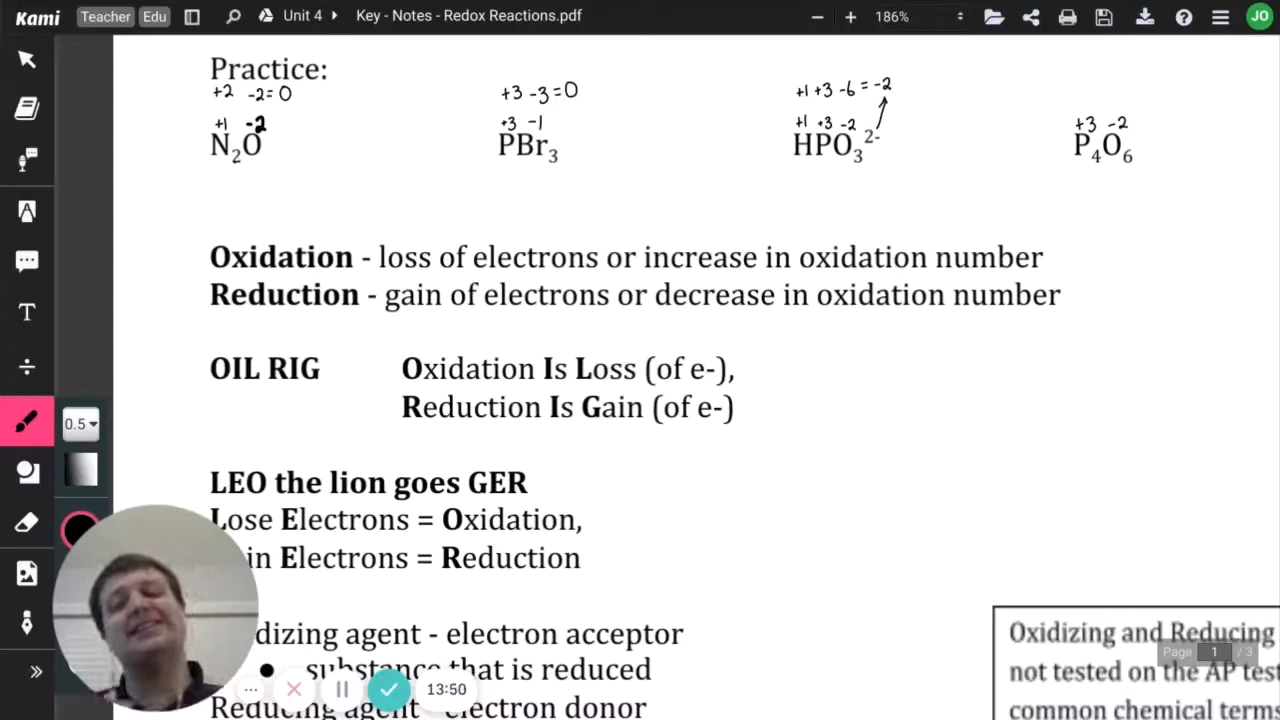 Kami Teacher Edu Unit 4 Key - Notes - Redox Reactions.pdf 186% JO
Practice:
+2 -2=0 +3 -3=0 +1 +3 -6 = -2
+1 -2 +3 -1 +1 +3 -2 +3 -2
N2O PBr3 HPO3 2- P4O6
Oxidation - loss of electrons or increase in oxidation number
Reduction - gain of electrons or decrease in oxidation number
OIL RIG Oxidation Is Loss (of e-),
Reduction Is Gain (of e-)
LEO the lion goes GER
Lose Electrons = Oxidation,
in Electrons = Reduction
dizing agent - electron acceptor
• substance that is reduced
Reducing agent - electron donor
0.5
13:50
Oxidizing and Reducing
Page 1 / 3
not tested on the AP test
common chemical terms